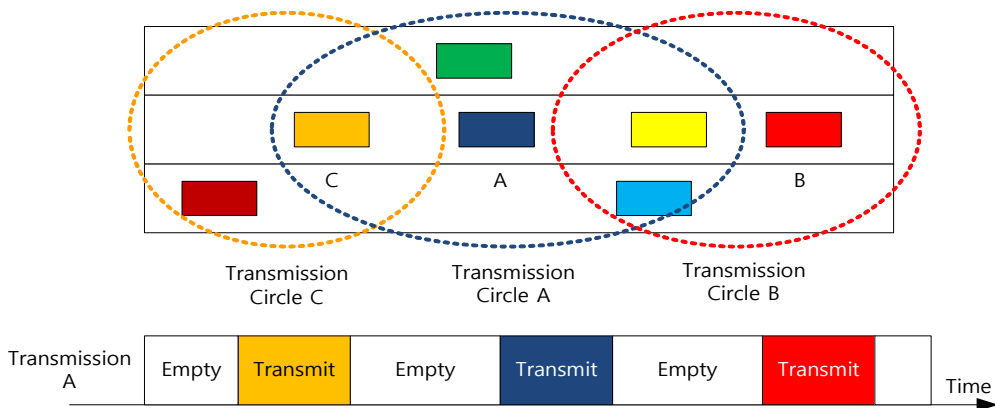 C
A
B
Transmission
Circle C
Transmission
Circle A
Transmission
Circle B
Transmission
A
Empty
Transmit
Empty
Transmit
Empty
Transmit
Time